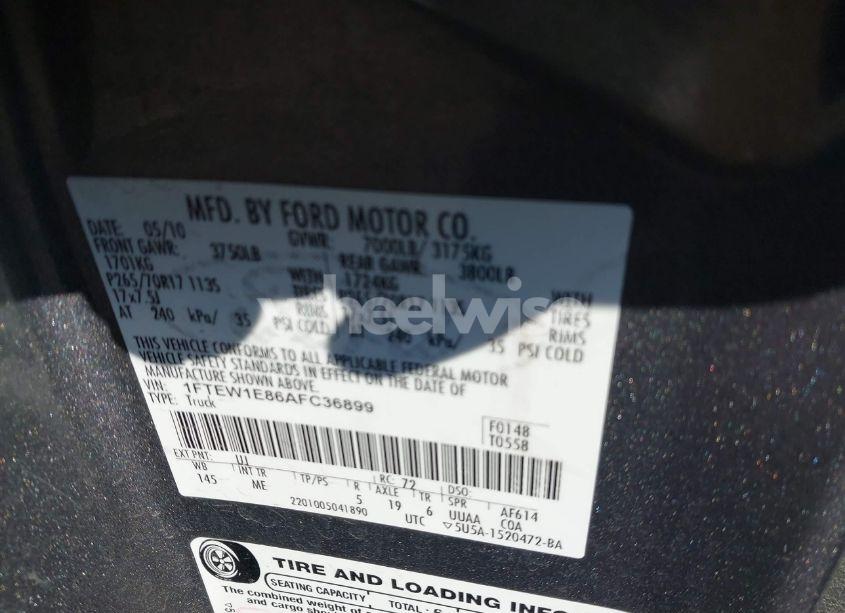 MFD. BY FORD MOTOR CO.
DATE: 05/10 GVWR: 7000LB/ 3175KG
FRONT GAWR: 3750LB REAR GAWR: 3800LB
1701KG WITH 1724KG WITH
P265/70R17 113S TIRES
17x7.5J RIMS RIMS
AT 240 kPa/ 35 PSI COLD 240 kPa/ 35 PSI COLD
THIS VEHICLE CONFORMS TO ALL APPLICABLE FEDERAL MOTOR
VEHICLE SAFETY STANDARDS IN EFFECT ON THE DATE OF
MANUFACTURE SHOWN ABOVE.
VIN: 1FTEW1E86AFC36899
TYPE: Truck
F0148
T0558
EXT PNT: UJ RC: 72 DSO:
WB INT TR TP/PS R AXLE TR SPR
145 ME 5 19 6 UUAA AF614
2201005041890 UTC COA
▽5U5A-1520472-BA
TIRE AND LOADING INFO
SEATING CAPACITY TOTAL: 6
The combined weight of
and cargo
wheelwise